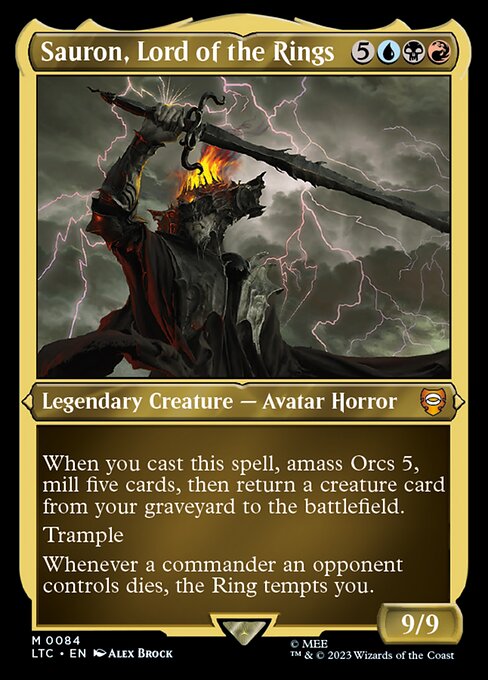 Sauron, Lord of the Rings 5
Legendary Creature — Avatar Horror
When you cast this spell, amass Orcs 5,
mill five cards, then return a creature card
from your graveyard to the battlefield.
Trample
Whenever a commander an opponent
controls dies, the Ring tempts you.
9/9
M 0084
LTC • EN Alex Brock
© MEE
™ & © 2023 Wizards of the Coast